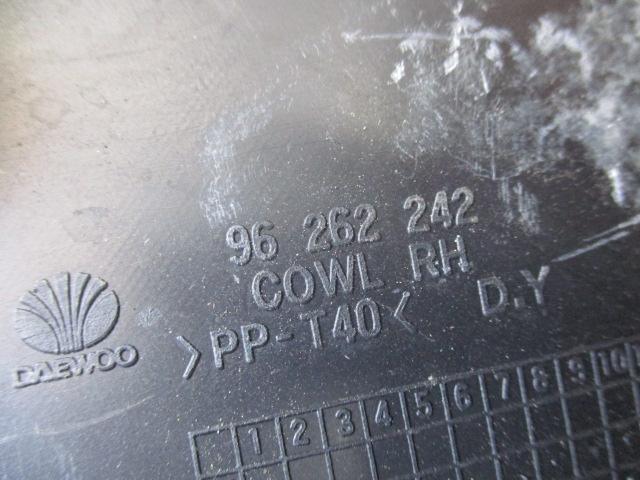 96 262 242
COWL RH
>PP-T40< D.Y
DAEWOO
1 2 3 4 5 6 7 8 9 10